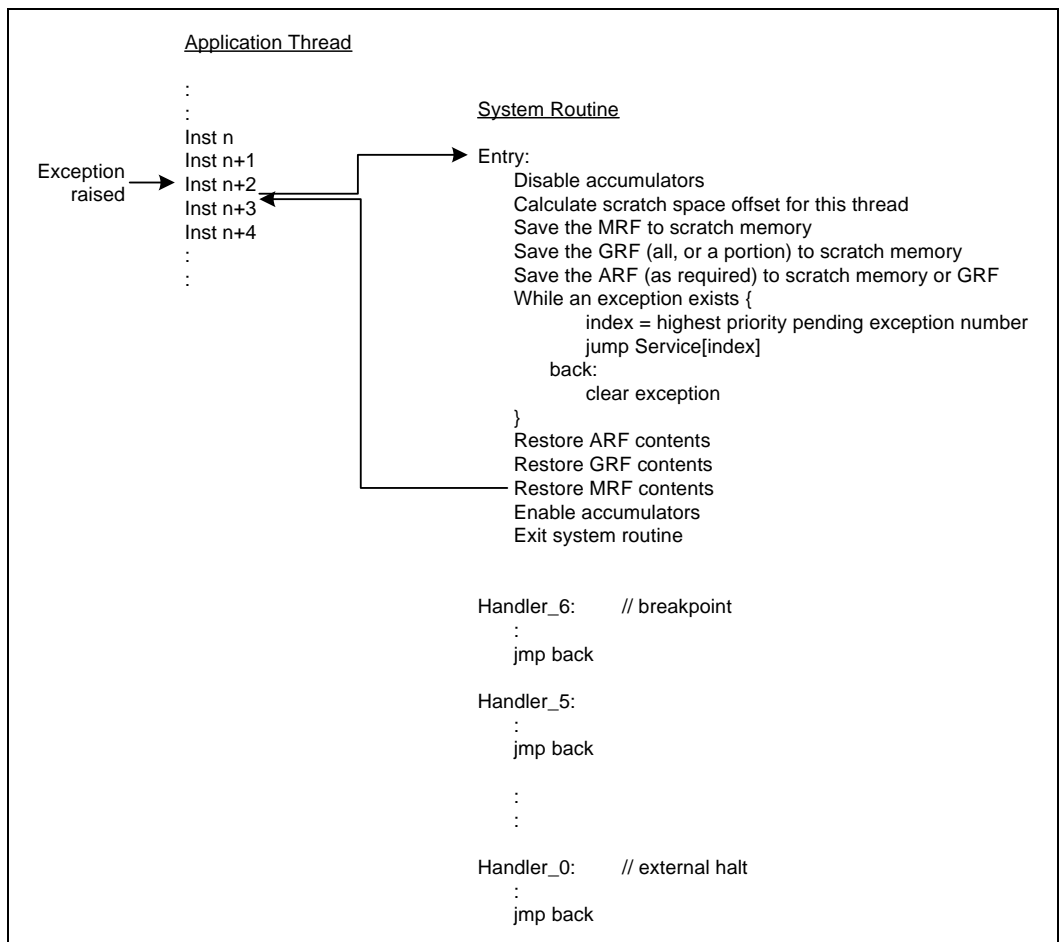 Application Thread
:
:
Inst n
Inst n+1
Inst n+2
Inst n+3
Inst n+4
:
:
Exception
raised
System Routine
Entry:
Disable accumulators
Calculate scratch space offset for this thread
Save the MRF to scratch memory
Save the GRF (all, or a portion) to scratch memory
Save the ARF (as required) to scratch memory or GRF
While an exception exists {
index = highest priority pending exception number
jump Service[index]
back:
clear exception
}
Restore ARF contents
Restore GRF contents
Restore MRF contents
Enable accumulators
Exit system routine
Handler_6: // breakpoint
:
jmp back
Handler_5:
:
jmp back
:
:
Handler_0: // external halt
:
jmp back